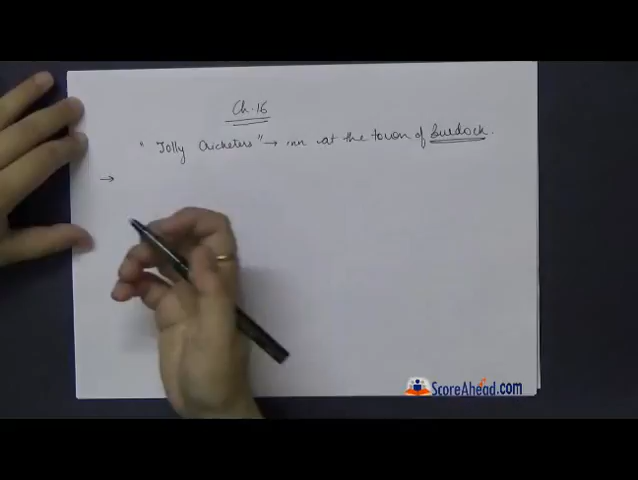 Ch. 16
"Jolly Cricketers" → inn at the town of Burdock.
→
ScoreAhead.com